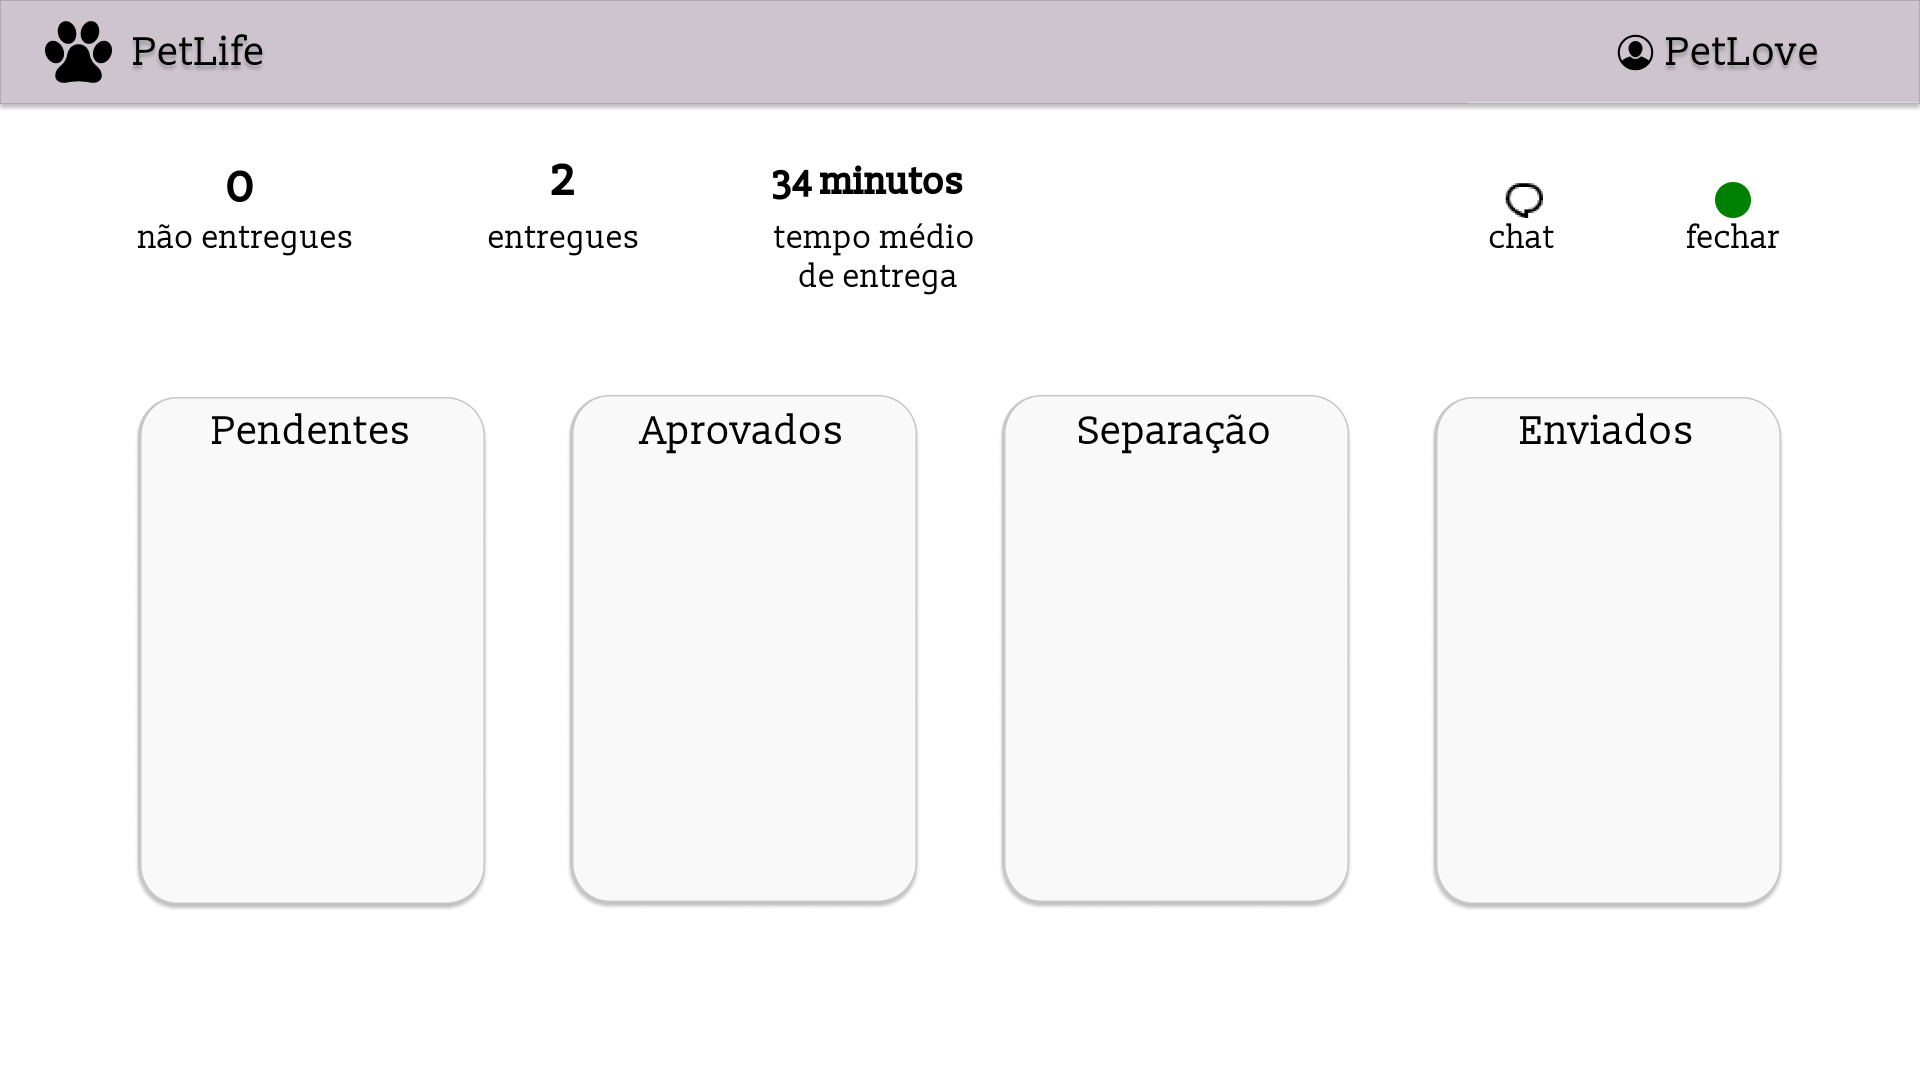 PetLife
PetLove
0
não entregues
2
entregues
34 minutos
tempo médio
de entrega
chat
fechar
Pendentes
Aprovados
Separação
Enviados